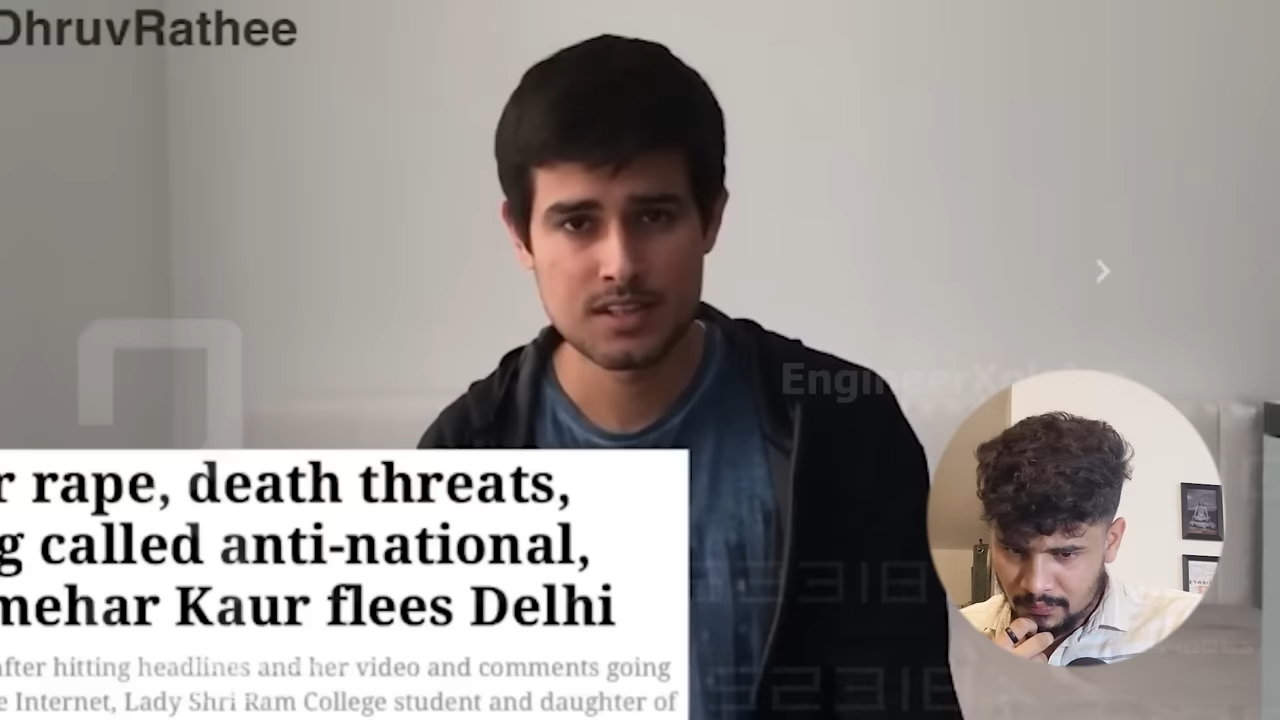 DhruvRathee
r rape, death threats,
g called anti-national,
mehar Kaur flees Delhi
after hitting headlines and her video and comments going
e Internet, Lady Shri Ram College student and daughter of